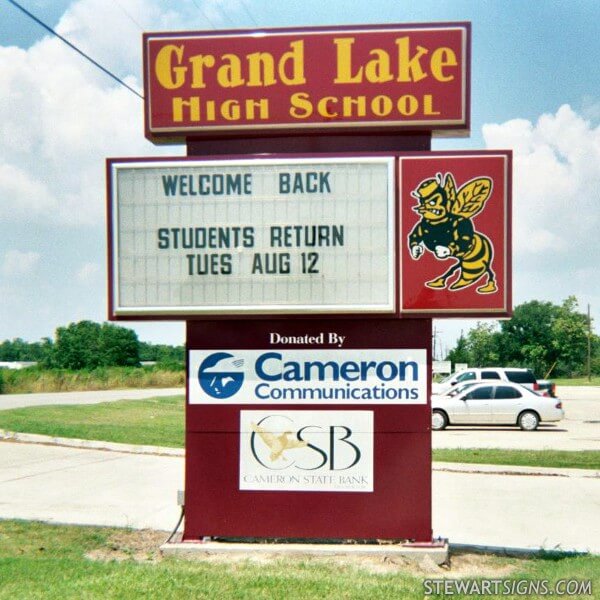 Grand Lake
High School
WELCOME BACK
STUDENTS RETURN
TUES AUG 12
Donated By
Cameron
Communications
CSB
CAMERON STATE BANK
STEWARTSIGNS.COM